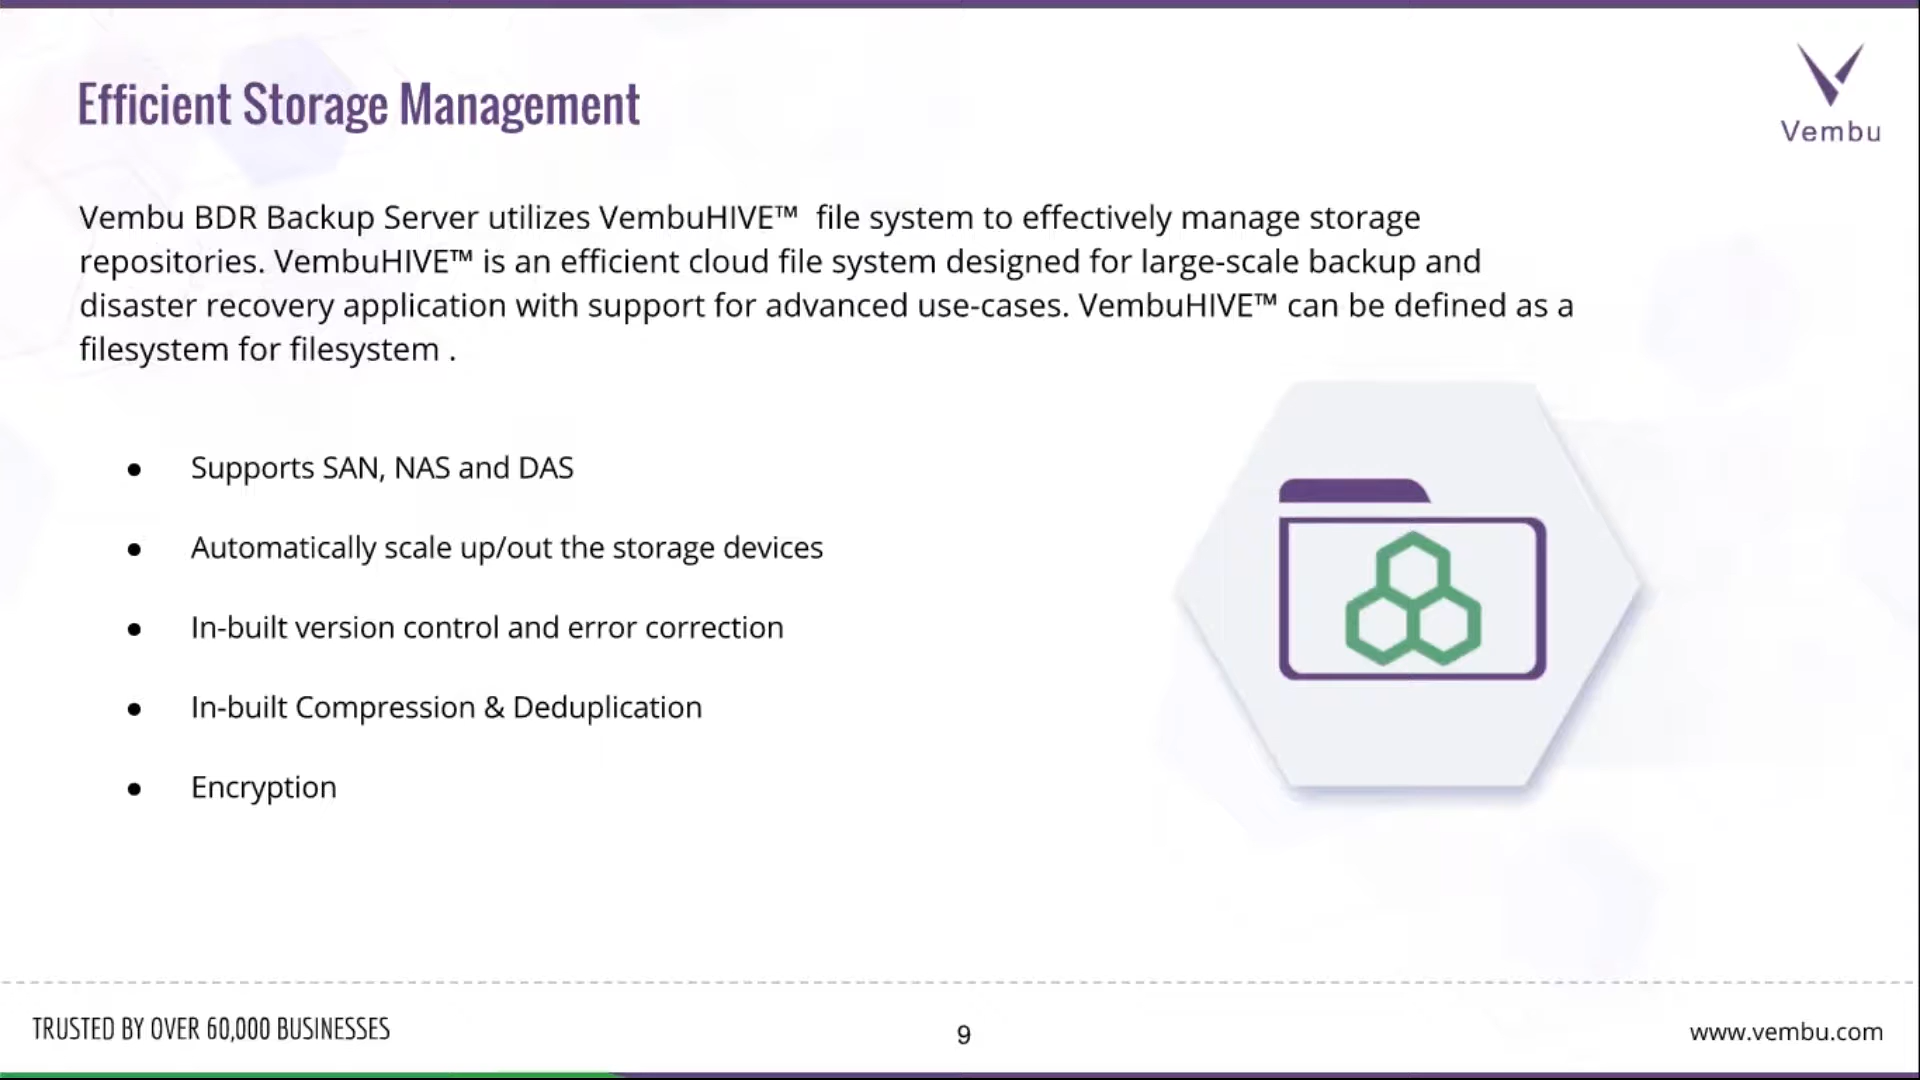 Efficient Storage Management
Vembu
Vembu BDR Backup Server utilizes VembuHIVE™ file system to effectively manage storage
repositories. VembuHIVE™ is an efficient cloud file system designed for large-scale backup and
disaster recovery application with support for advanced use-cases. VembuHIVE™ can be defined as a
filesystem for filesystem .
● Supports SAN, NAS and DAS
● Automatically scale up/out the storage devices
● In-built version control and error correction
● In-built Compression & Deduplication
● Encryption
TRUSTED BY OVER 60,000 BUSINESSES
9
www.vembu.com